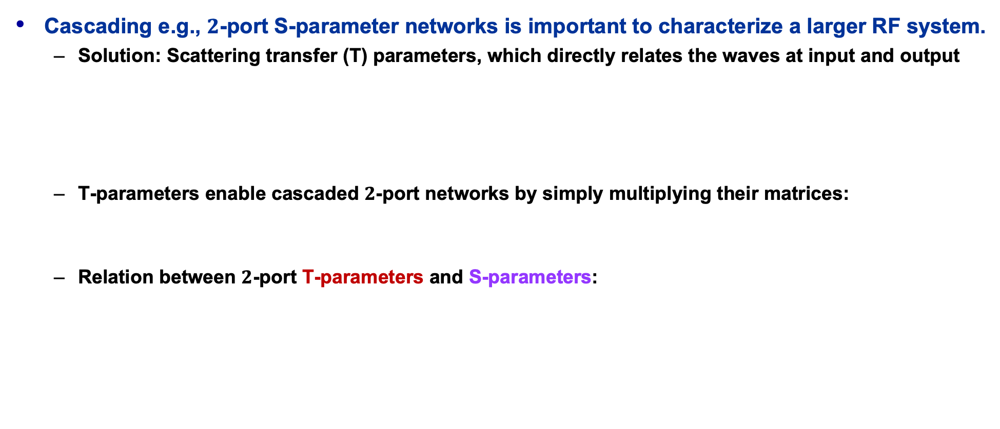 • Cascading e.g., 2-port S-parameter networks is important to characterize a larger RF system.
– Solution: Scattering transfer (T) parameters, which directly relates the waves at input and output
– T-parameters enable cascaded 2-port networks by simply multiplying their matrices:
– Relation between 2-port T-parameters and S-parameters: